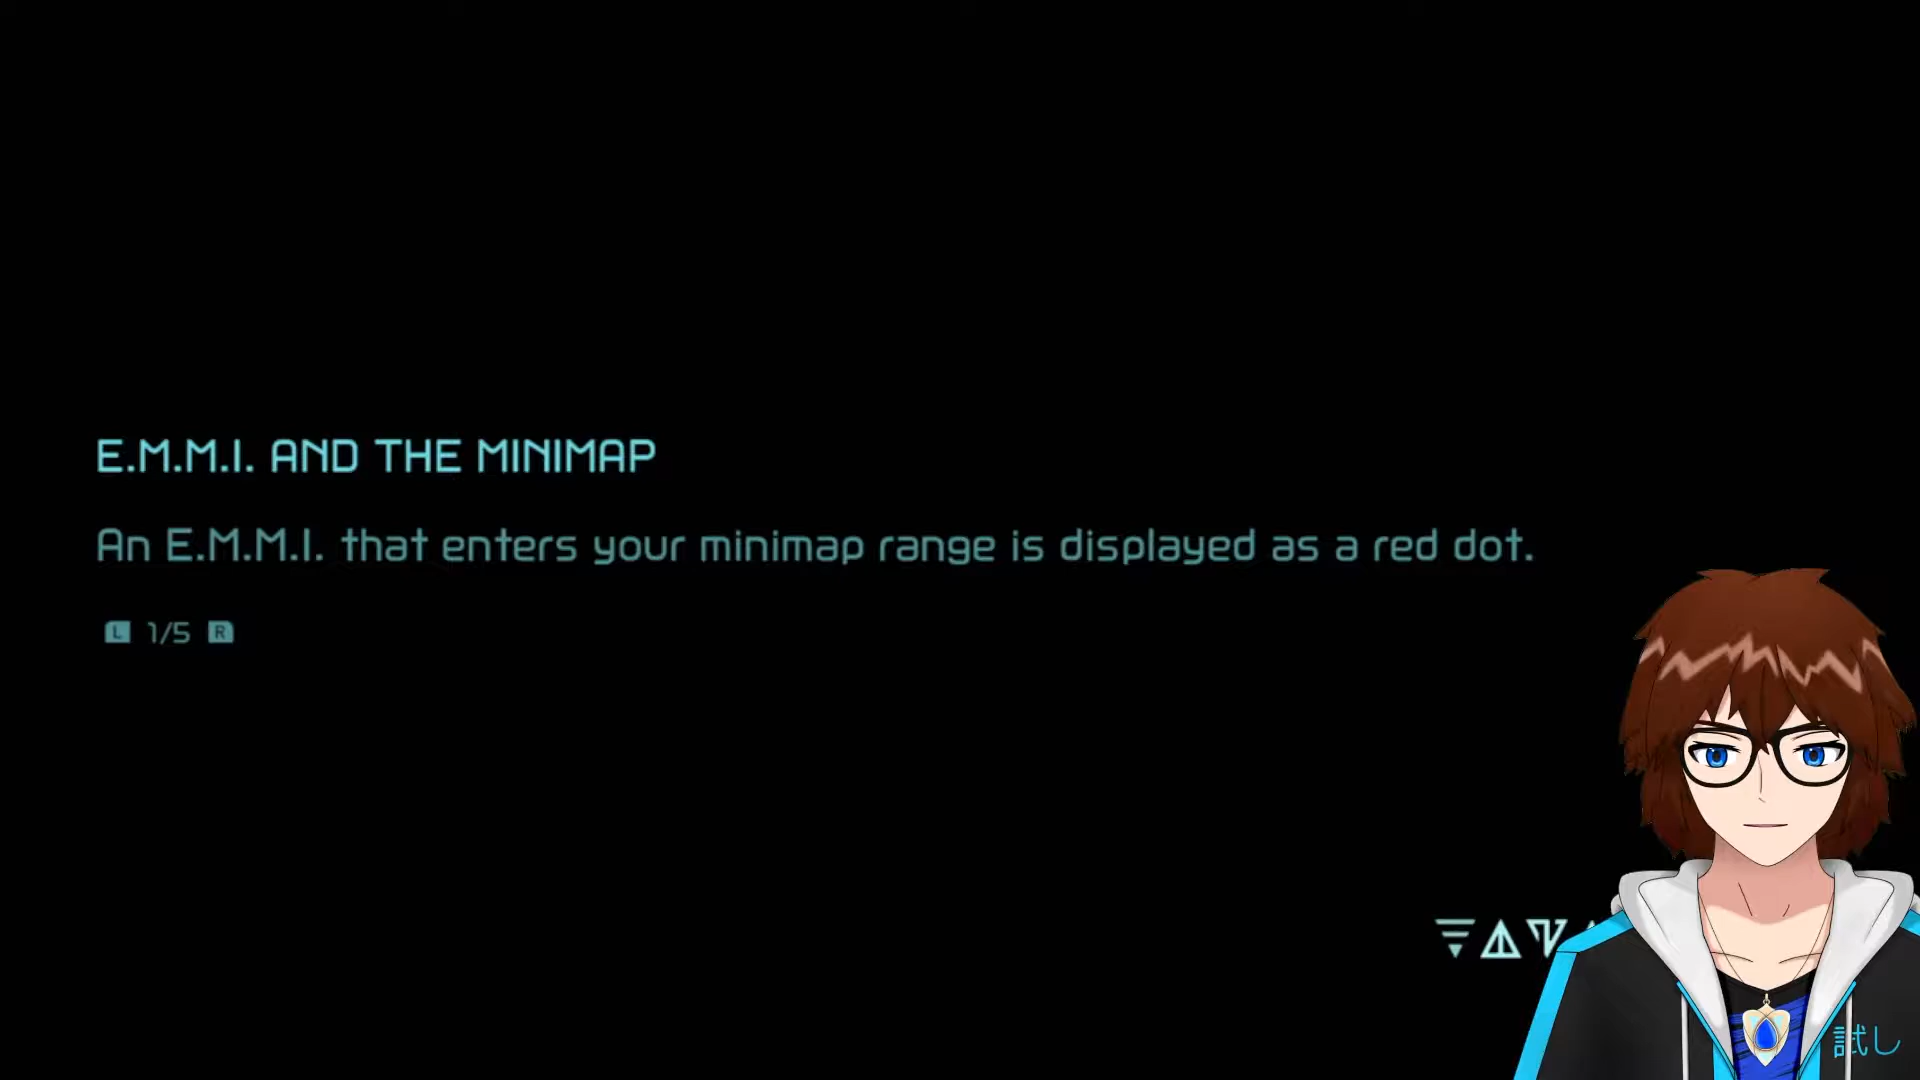 E.M.M.I. AND THE MINIMAP
An E.M.M.I. that enters your minimap range is displayed as a red dot.
L 1/5 R
試し